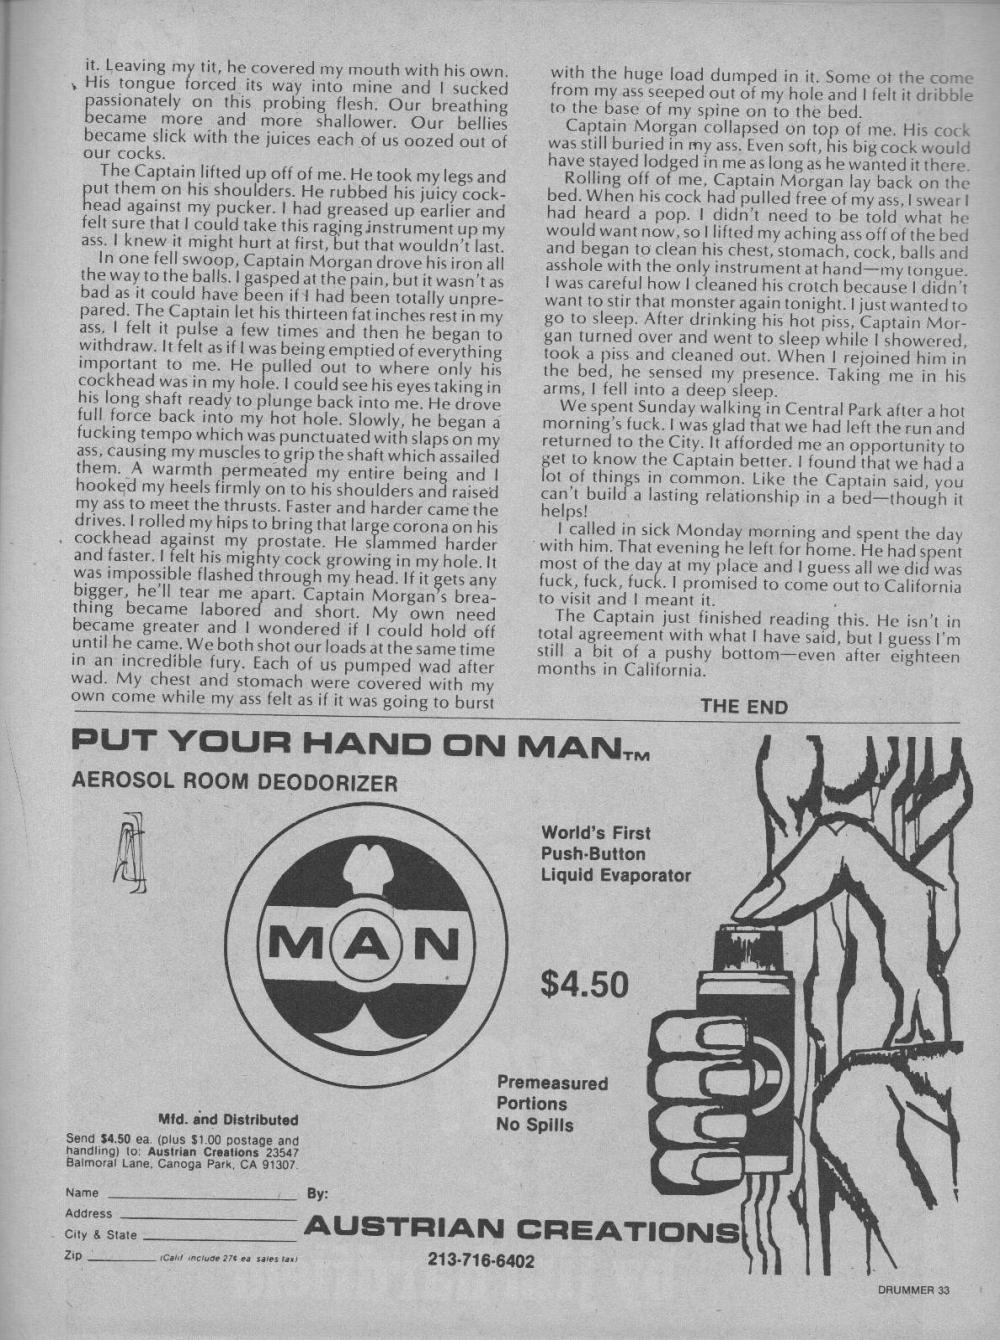 it. Leaving my tit, he covered my mouth with his own.
His tongue forced its way into mine and I sucked
passionately on this probing flesh. Our breathing
became more and more shallower. Our bellies
became slick with the juices each of us oozed out of
our cocks.
The Captain lifted up off of me. He took my legs and
put them on his shoulders. He rubbed his juicy cock-
head against my pucker. I had greased up earlier and
felt sure that I could take this raging instrument up my
ass. I knew it might hurt at first, but that wouldn't last.
In one fell swoop, Captain Morgan drove his iron all
the way to the balls. I gasped at the pain, but it wasn't as
bad as it could have been if I had been totally unpre-
pared. The Captain let his thirteen fat inches rest in my
ass. I felt it pulse a few times and then he began to
withdraw. It felt as if I was being emptied of everything
important to me. He pulled out to where only his
cockhead was in my hole. I could see his eyes taking in
his long shaft ready to plunge back into me. He drove
full force back into my hot hole. Slowly, he began a
fucking tempo which was punctuated with slaps on my
ass, causing my muscles to grip the shaft which assailed
them. A warmth permeated my entire being and I
hooked my heels firmly on to his shoulders and raised
my ass to meet the thrusts. Faster and harder came the
drives. I rolled my hips to bring that large corona on his
cockhead against my prostate. He slammed harder
and faster. I felt his mighty cock growing in my hole. It
was impossible flashed through my head. If it gets any
bigger, he'll tear me apart. Captain Morgan's brea-
thing became labored and short. My own need
became greater and I wondered if I could hold off
until he came. We both shot our loads at the same time
in an incredible fury. Each of us pumped wad after
wad. My chest and stomach were covered with my
own come while my ass felt as if it was going to burst
with the huge load dumped in it. Some of the come
from my ass seeped out of my hole and I felt it dribble
to the base of my spine on to the bed.
Captain Morgan collapsed on top of me. His cock
was still buried in my ass. Even soft, his big cock would
have stayed lodged in me as long as he wanted it there.
Rolling off of me, Captain Morgan lay back on the
bed. When his cock had pulled free of my ass, I swear I
had heard a pop. I didn't need to be told what he
would want now, so I lifted my aching ass off of the bed
and began to clean his chest, stomach, cock, balls and
asshole with the only instrument at hand—my tongue.
I was careful how I cleaned his crotch because I didn't
want to stir that monster again tonight. I just wanted to
go to sleep. After drinking his hot piss, Captain Mor-
gan turned over and went to sleep while I showered,
took a piss and cleaned out. When I rejoined him in
the bed, he sensed my presence. Taking me in his
arms, I fell into a deep sleep.
We spent Sunday walking in Central Park after a hot
morning's fuck. I was glad that we had left the run and
returned to the City. It afforded me an opportunity to
get to know the Captain better. I found that we had a
lot of things in common. Like the Captain said, you
can't build a lasting relationship in a bed—though it
helps!
I called in sick Monday morning and spent the day
with him. That evening he left for home. He had spent
most of the day at my place and I guess all we did was
fuck, fuck, fuck. I promised to come out to California
to visit and I meant it.
The Captain just finished reading this. He isn't in
total agreement with what I have said, but I guess I'm
still a bit of a pushy bottom—even after eighteen
months in California.
THE END
PUT YOUR HAND ON MAN™
AEROSOL ROOM DEODORIZER
MAN
World's First
Push-Button
Liquid Evaporator
$4.50
Premeasured
Portions
No Spills
Mfd. and Distributed
Send $4.50 ea. (plus $1.00 postage and
handling) to: Austrian Creations 23547
Balmoral Lane, Canoga Park, CA 91307.
Name
Address
City & State
Zip (Calif include 27¢ ea sales tax)
By:
AUSTRIAN CREATIONS
213-716-6402
DRUMMER 33